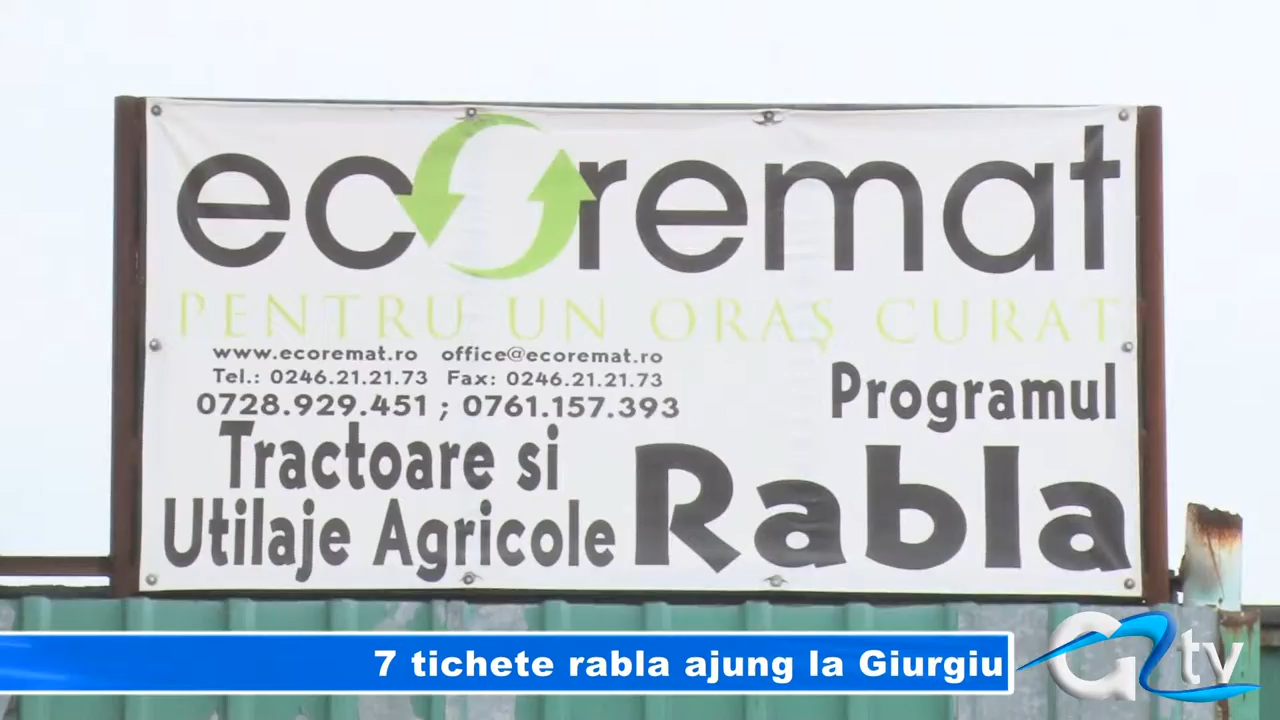 ecoremat
PENTRU UN ORAȘ CURAT
www.ecoremat.ro office@ecoremat.ro
Tel.: 0246.21.21.73 Fax: 0246.21.21.73
0728.929.451 ; 0761.157.393
Programul
Rabla
Tractoare si
Utilaje Agricole
7 tichete rabla ajung la Giurgiu
G tv